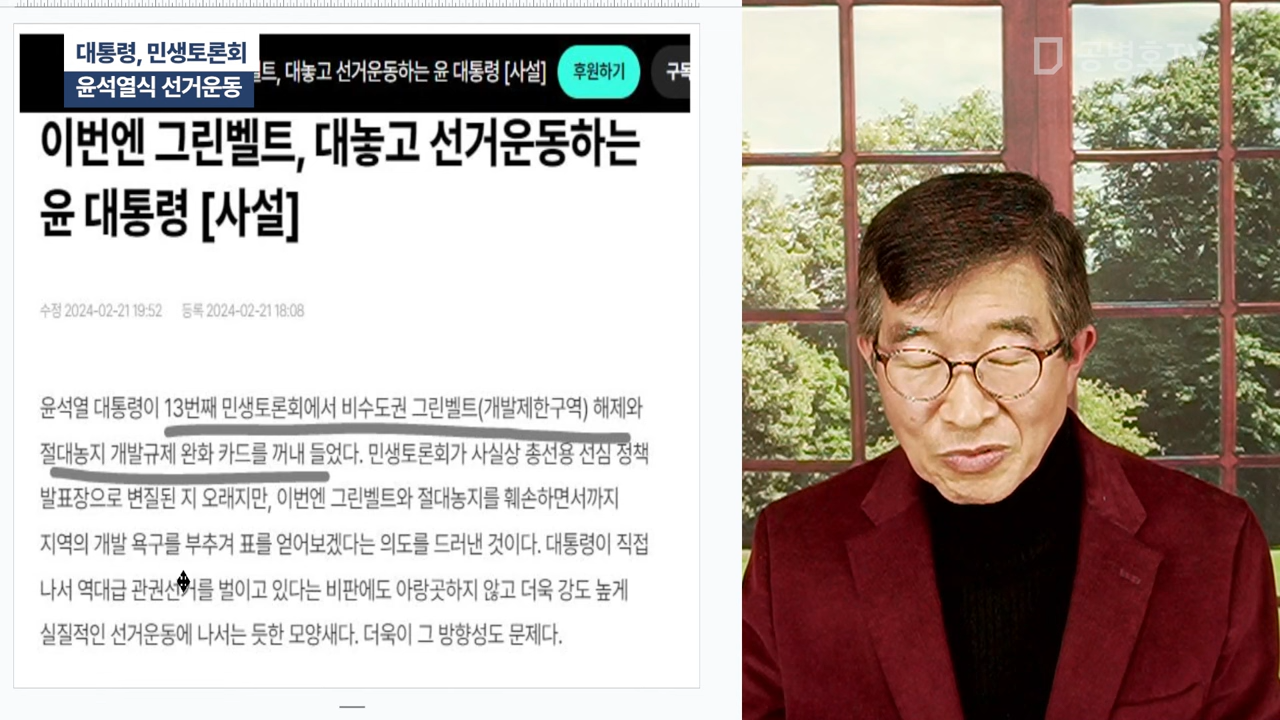 대통령, 민생토론회
윤석열식 선거운동
벨트, 대놓고 선거운동하는 윤 대통령 [사설]
후원하기
구독
공병호TV
이번엔 그린벨트, 대놓고 선거운동하는
윤 대통령 [사설]
수정 2024-02-21 19:52 등록 2024-02-21 18:08
윤석열 대통령이 13번째 민생토론회에서 비수도권 그린벨트(개발제한구역) 해제와
절대농지 개발규제 완화 카드를 꺼내 들었다. 민생토론회가 사실상 총선용 선심 정책
발표장으로 변질된 지 오래지만, 이번엔 그린벨트와 절대농지를 훼손하면서까지
지역의 개발 욕구를 부추겨 표를 얻어보겠다는 의도를 드러낸 것이다. 대통령이 직접
나서 역대급 관권선거를 벌이고 있다는 비판에도 아랑곳하지 않고 더욱 강도 높게
실질적인 선거운동에 나서는 듯한 모양새다. 더욱이 그 방향성도 문제다.